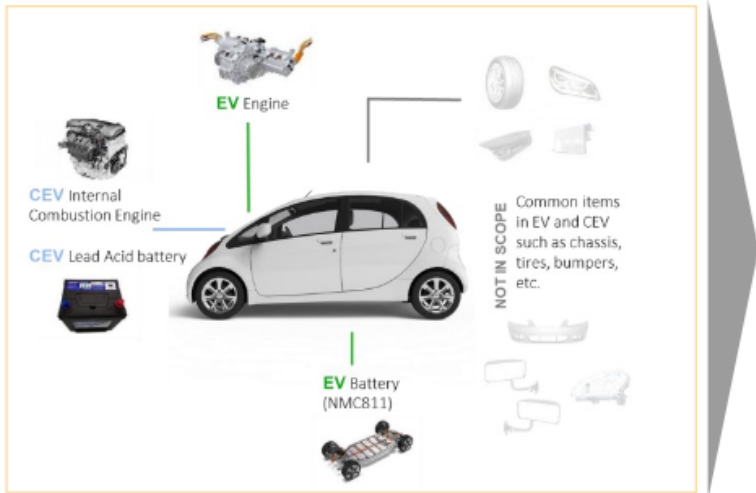 EV Engine
CEV Internal
Combustion Engine
CEV Lead Acid battery
NOT IN SCOPE
Common items
in EV and CEV
such as chassis,
tires, bumpers,
etc.
EV Battery
(NMC811)